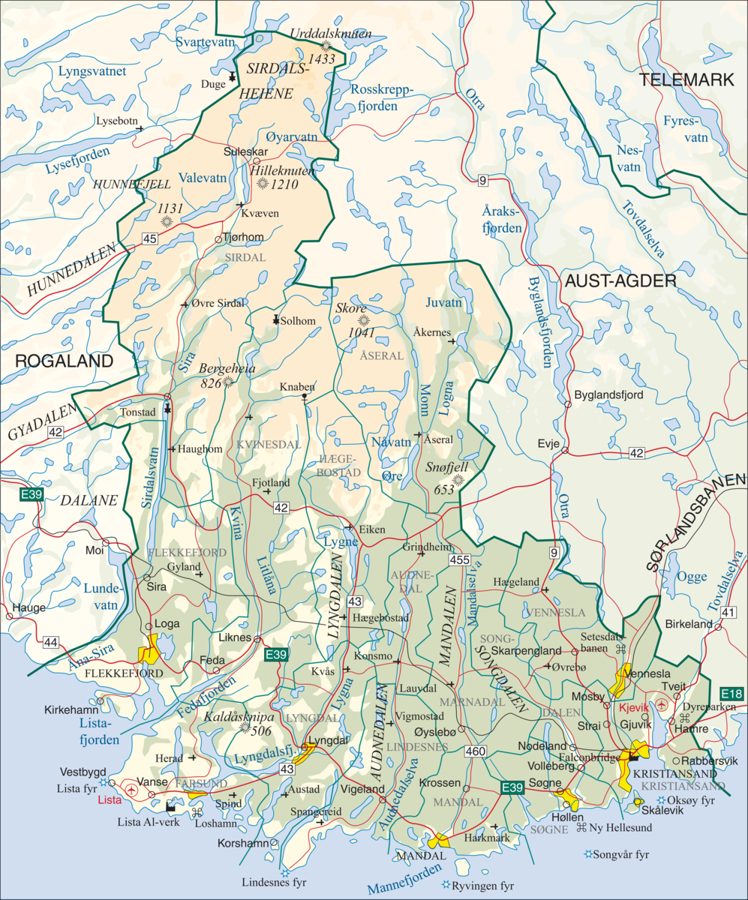 Urddalsknuten
1433
Svartevatn
SIRDALS-
HEIENE
Lyngsvatnet
Duge
TELEMARK
Rosskrepp-
fjorden
Otra
Fyres-
vatn
Lysebotn
Øyarvatn
Nes-
vatn
Lysefjorden
Suleskar
Hilleknuten
1210
HUNNEFJELL
Valevatn
9
1131
Kvæven
Åraks-
fjorden
Tovdalselva
45
Tjørhom
HUNNEDALEN
SIRDAL
AUST-AGDER
Byglandsfjorden
Øvre Sirdal
Juvatn
Skore
1041
Solhom
Åkernes
ROGALAND
Sira
ÅSERAL
Bergeheia
826
Knaben
Monn
Logna
Byglandsfjord
Tonstad
GYADALEN
42
KVINESDAL
Navatn
Åseral
Evje
42
Haughom
Sirdalsvatn
HÆGE-
BOSTAD
Øre
Snøfjell
653
E39
DALANE
Fjotland
Otra
SØRLANDSBANEN
42
Kvina
Eiken
Lygne
Moi
FLEKKEFJORD
Grindheim
455
9
Gyland
Litlåna
LYNGDALEN
AUDNE-
DAL
Mandalselva
Ogge
Tovdalselva
Lunde-
vatn
Sira
MANDALEN
Hægeland
43
VENNESLA
Hauge
Loga
Hægebostad
Birkeland
41
44
Liknes
SONG-
Skarpengland
Setesdals-
banen
Åna-Sira
E39
SONGDALEN
Feda
Kvås
Konsmo
Øvrebø
FLEKKEFJORD
Vennesla
Lygna
Lauvdal
Tveit
E18
Fedafjorden
MARNADAL
Kjevik
Dyreparken
Kirkehamn
Mosby
Kaldåsknipa
506
LYNGDAL
Vigmostad
DALEN
Lista-
fjorden
Strai
Gjuvik
Hamre
Øyslebø
AUDNEDALEN
LINDESNES
Nodeland
Lyngdal
Falconbridge
Herad
Lyngdalsfj.
460
Volleberg
Rabbersvik
Vestbygd
43
KRISTIANSAND
KRISTIANSAND
Lista fyr
Vanse
FARSUND
Austad
Krossen
E39
Søgne
Vigeland
Lista
Spind
Audnedalselva
MANDAL
Oksøy fyr
Skålevik
Lista Al-verk
Loshamn
Spangereid
Høllen
SØGNE
Ny Hellesund
Harkmark
Korshamn
MANDAL
Songvår fyr
Lindesnes fyr
Mannefjorden
Ryvingen fyr